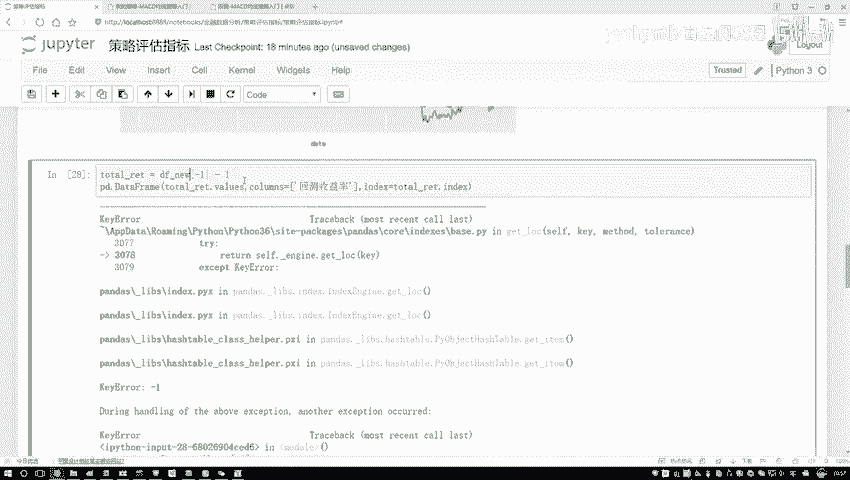 策略评估指标
http://localhost:8888/notebooks/金融数据分析/策略评估指标/策略评估指标.ipynb#
jupyter 策略评估指标 Last Checkpoint: 18 minutes ago (unsaved changes)
Logout
File Edit View Insert Cell Kernel Widgets Help
Trusted Python 3
Code
date
In [28]: total_ret = df_new[-1] - 1
pd.DataFrame(total_ret.values,columns=['回测收益率'],index=total_ret.index)
KeyError Traceback (most recent call last)
~\AppData\Roaming\Python\Python36\site-packages\pandas\core\indexes\base.py in get_loc(self, key, method, tolerance)
3077 try:
-> 3078 return self._engine.get_loc(key)
3079 except KeyError:
pandas\_libs\index.pyx in pandas._libs.index.IndexEngine.get_loc()
pandas\_libs\index.pyx in pandas._libs.index.IndexEngine.get_loc()
pandas\_libs\hashtable_class_helper.pxi in pandas._libs.hashtable.PyObjectHashTable.get_item()
pandas\_libs\hashtable_class_helper.pxi in pandas._libs.hashtable.PyObjectHashTable.get_item()
KeyError: -1
During handling of the above exception, another exception occurred:
KeyError Traceback (most recent call last)
<ipython-input-28-68026904ced6> in <module>()